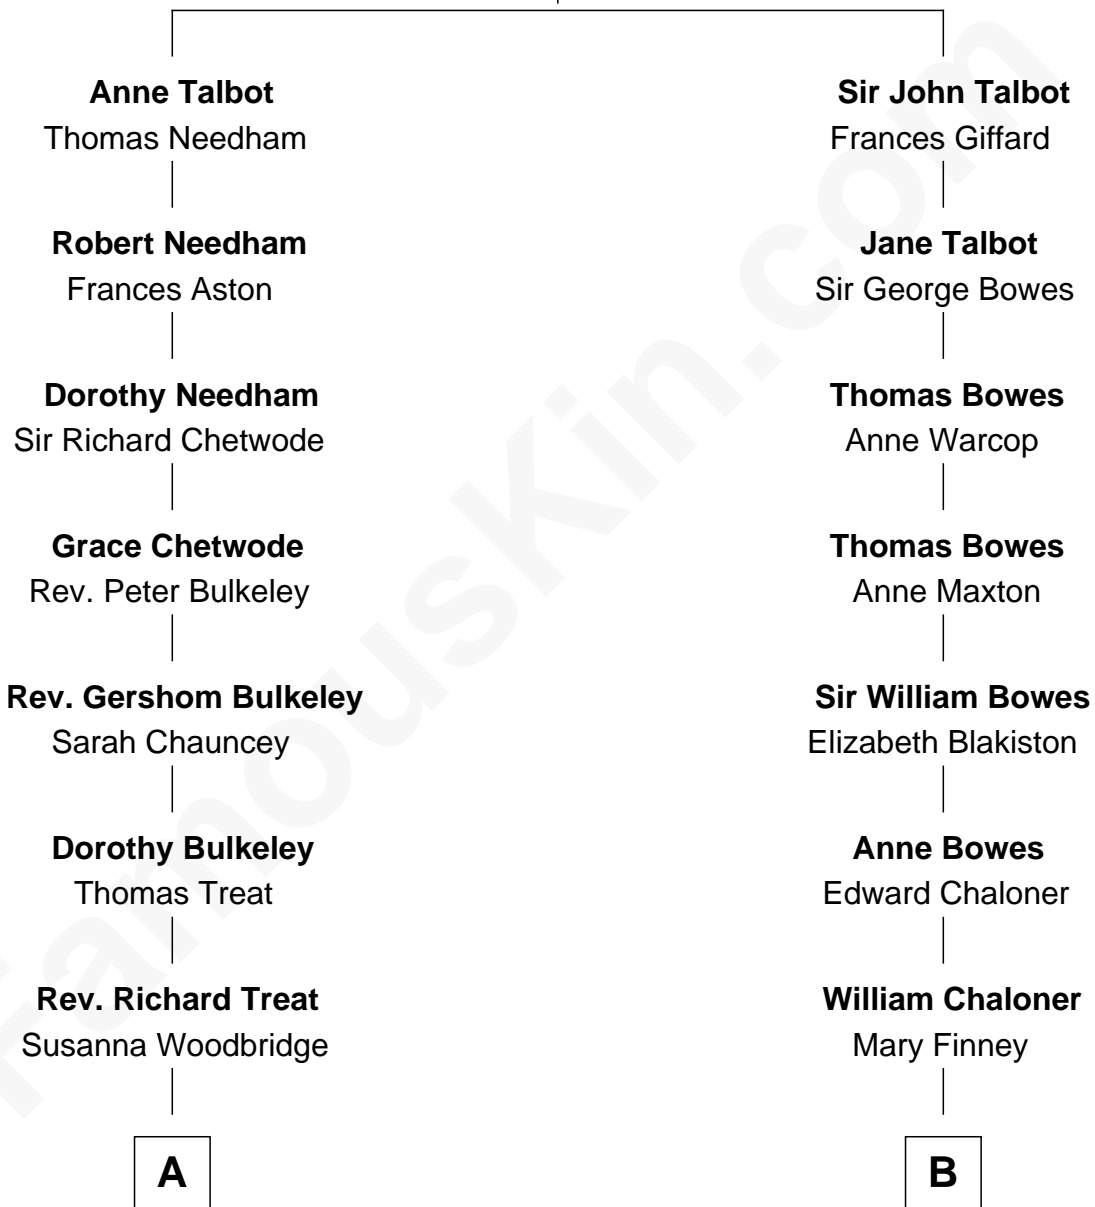 Anne Talbot
Thomas Needham
Robert Needham
Frances Aston
Dorothy Needham
Sir Richard Chetwode
Grace Chetwode
Rev. Peter Bulkeley
Rev. Gershom Bulkeley
Sarah Chauncey
Dorothy Bulkeley
Thomas Treat
Rev. Richard Treat
Susanna Woodbridge
A
Sir John Talbot
Frances Giffard
Jane Talbot
Sir George Bowes
Thomas Bowes
Anne Warcop
Thomas Bowes
Anne Maxton
Sir William Bowes
Elizabeth Blakiston
Anne Bowes
Edward Chaloner
William Chaloner
Mary Finney
B
FamousKin.com